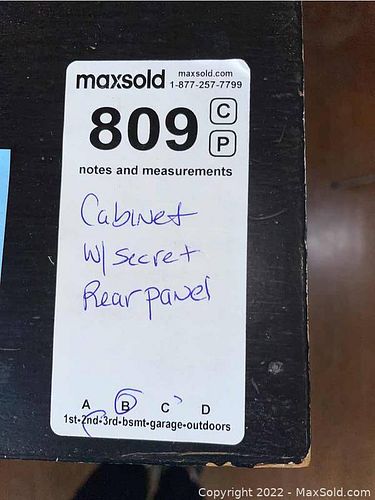 maxsold maxsold.com
1-877-257-7799
809 C
P
notes and measurements
Cabinet
W/ Secret
Rear panel
A B C D
1st-2nd-3rd-bsmt-garage-outdoors
Copyright © 2022 - MaxSold.com